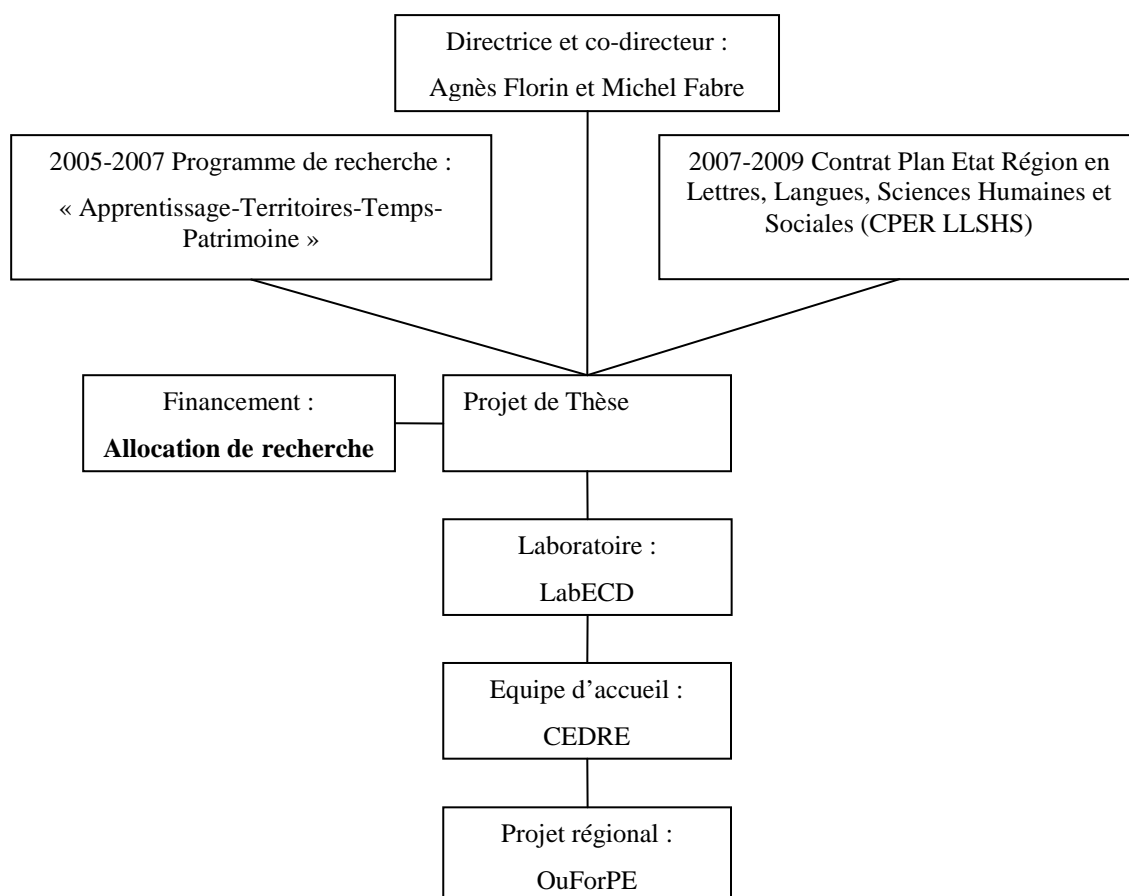 Directrice et co-directeur :
Agnès Florin et Michel Fabre
2005-2007 Programme de recherche :
« Apprentissage-Territoires-Temps-
Patrimoine »
2007-2009 Contrat Plan Etat Région en
Lettres, Langues, Sciences Humaines et
Sociales (CPER LLSHS)
Financement :
Allocation de recherche
Projet de Thèse
Laboratoire :
LabECD
Equipe d’accueil :
CEDRE
Projet régional :
OuForPE